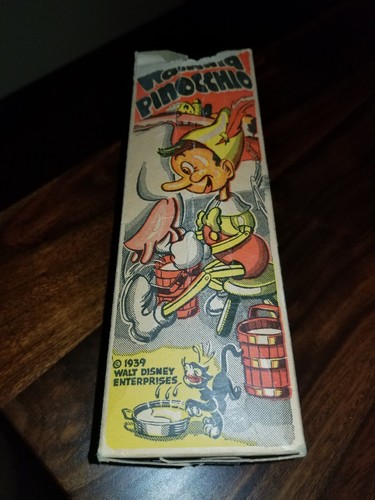 PINOCCHIO
© 1939
WALT DISNEY
ENTERPRISES